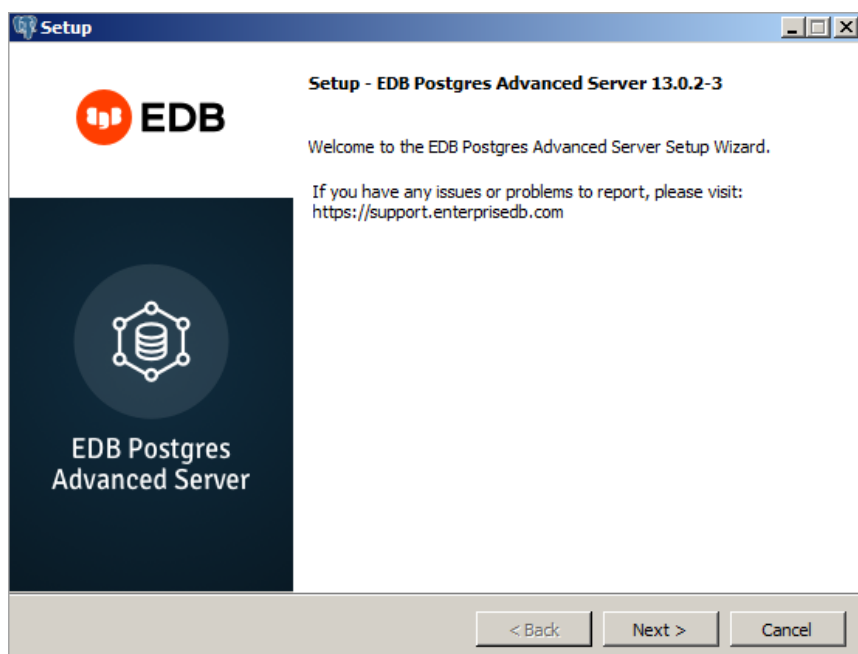 Setup
EDB
Setup - EDB Postgres Advanced Server 13.0.2-3
Welcome to the EDB Postgres Advanced Server Setup Wizard.
If you have any issues or problems to report, please visit:
https://support.enterprisedb.com
EDB Postgres
Advanced Server
< Back
Next >
Cancel